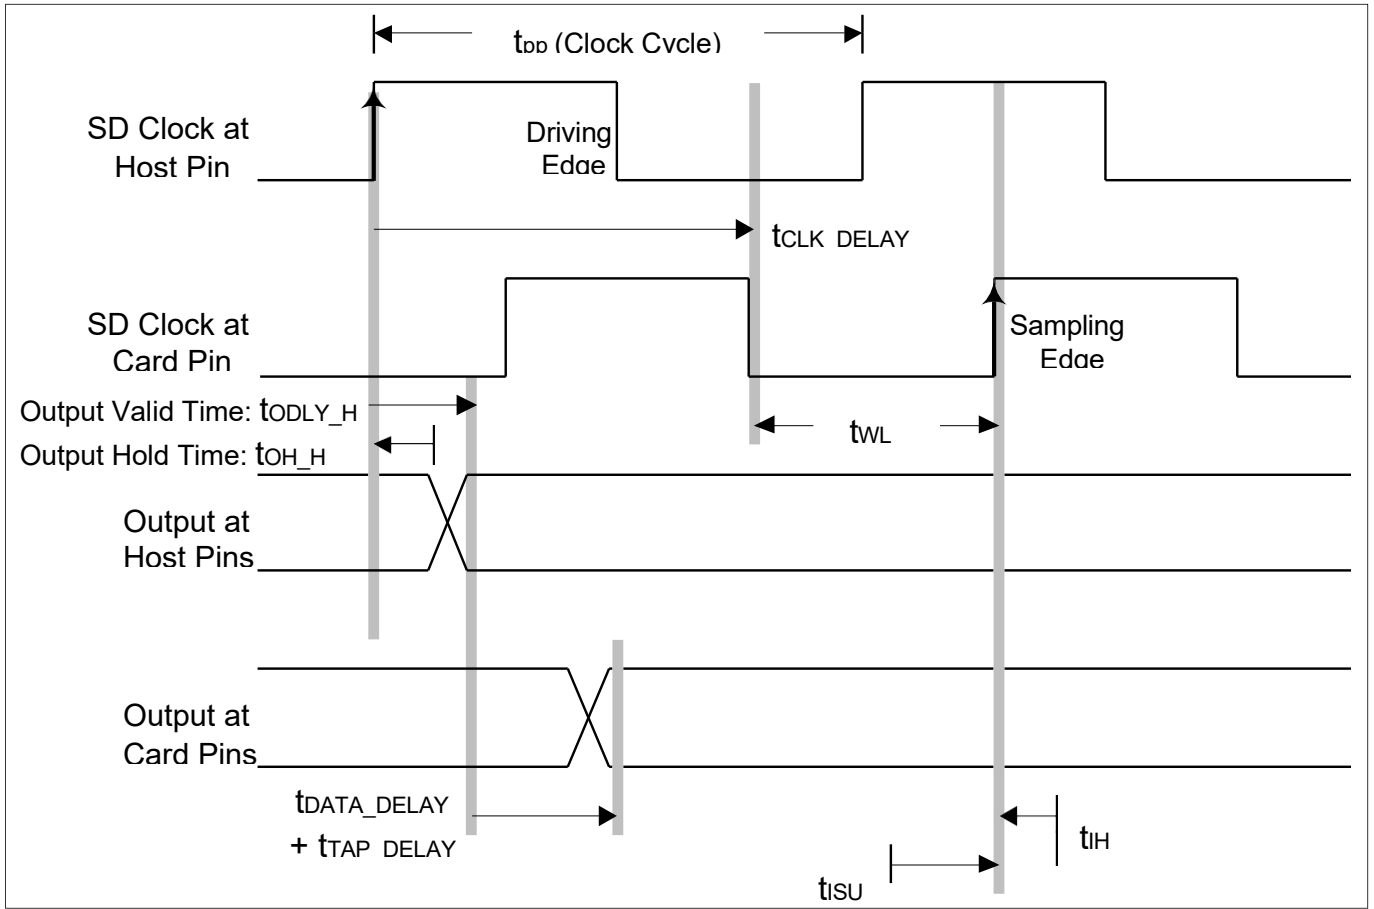 tpp (Clock Cycle)
SD Clock at
Host Pin
Driving
Edge
tCLK_DELAY
SD Clock at
Card Pin
Sampling
Edge
Output Valid Time: tODLY_H
tWL
Output Hold Time: tOH_H
Output at
Host Pins
Output at
Card Pins
tDATA_DELAY
+ tTAP_DELAY
tIH
tISU